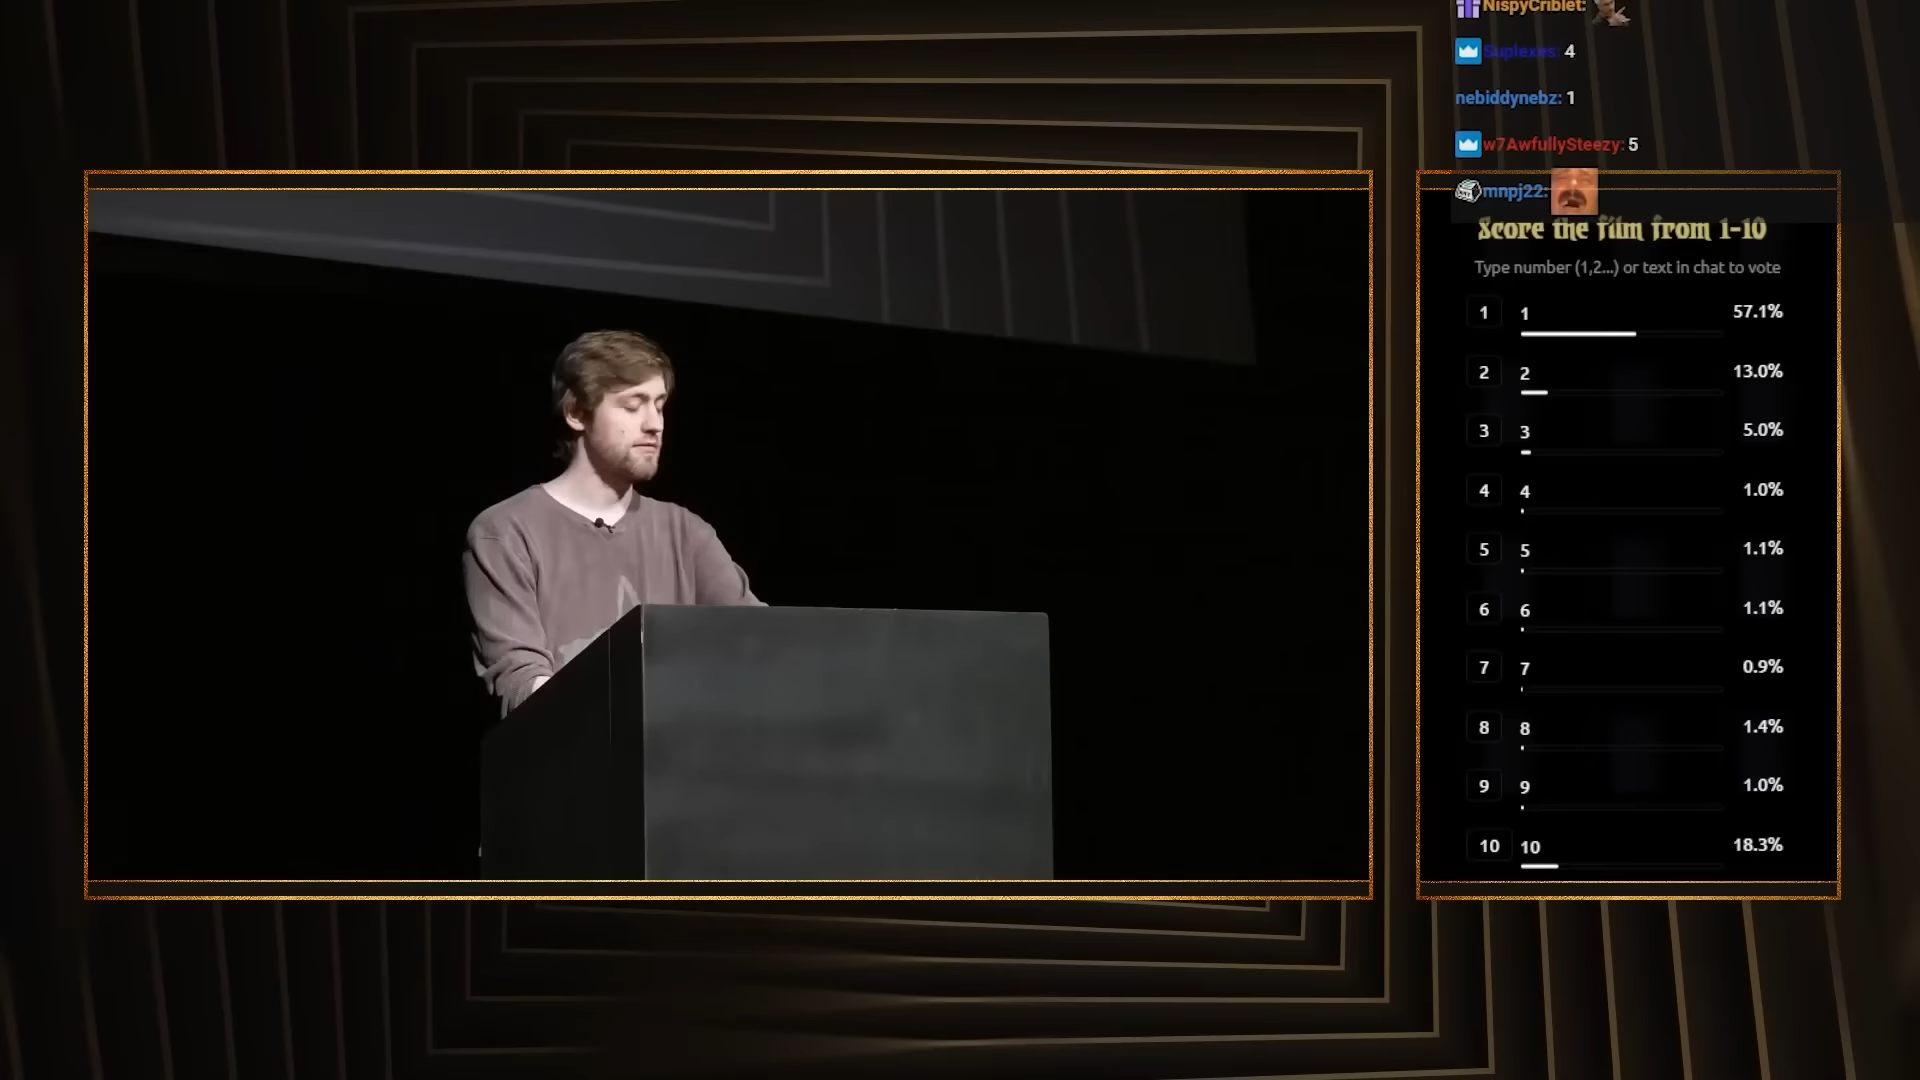 NispyCriblet:
Suplexes: 4
nebiddynebz: 1
w7AwfullySteezy: 5
mnpj22:
Score the film from 1-10
Type number (1,2...) or text in chat to vote
1 1 57.1%
2 2 13.0%
3 3 5.0%
4 4 1.0%
5 5 1.1%
6 6 1.1%
7 7 0.9%
8 8 1.4%
9 9 1.0%
10 10 18.3%